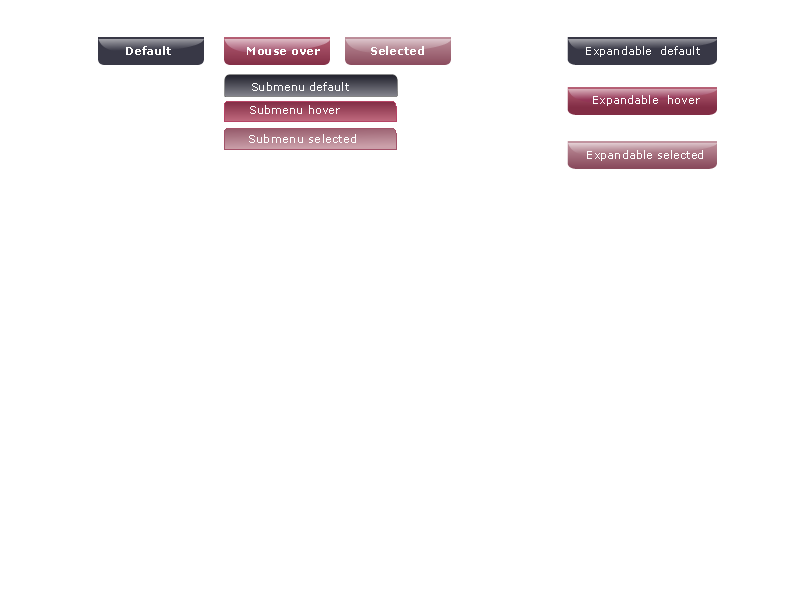 Default
Mouse over
Selected
Expandable default
Submenu default
Submenu hover
Submenu selected
Expandable hover
Expandable selected